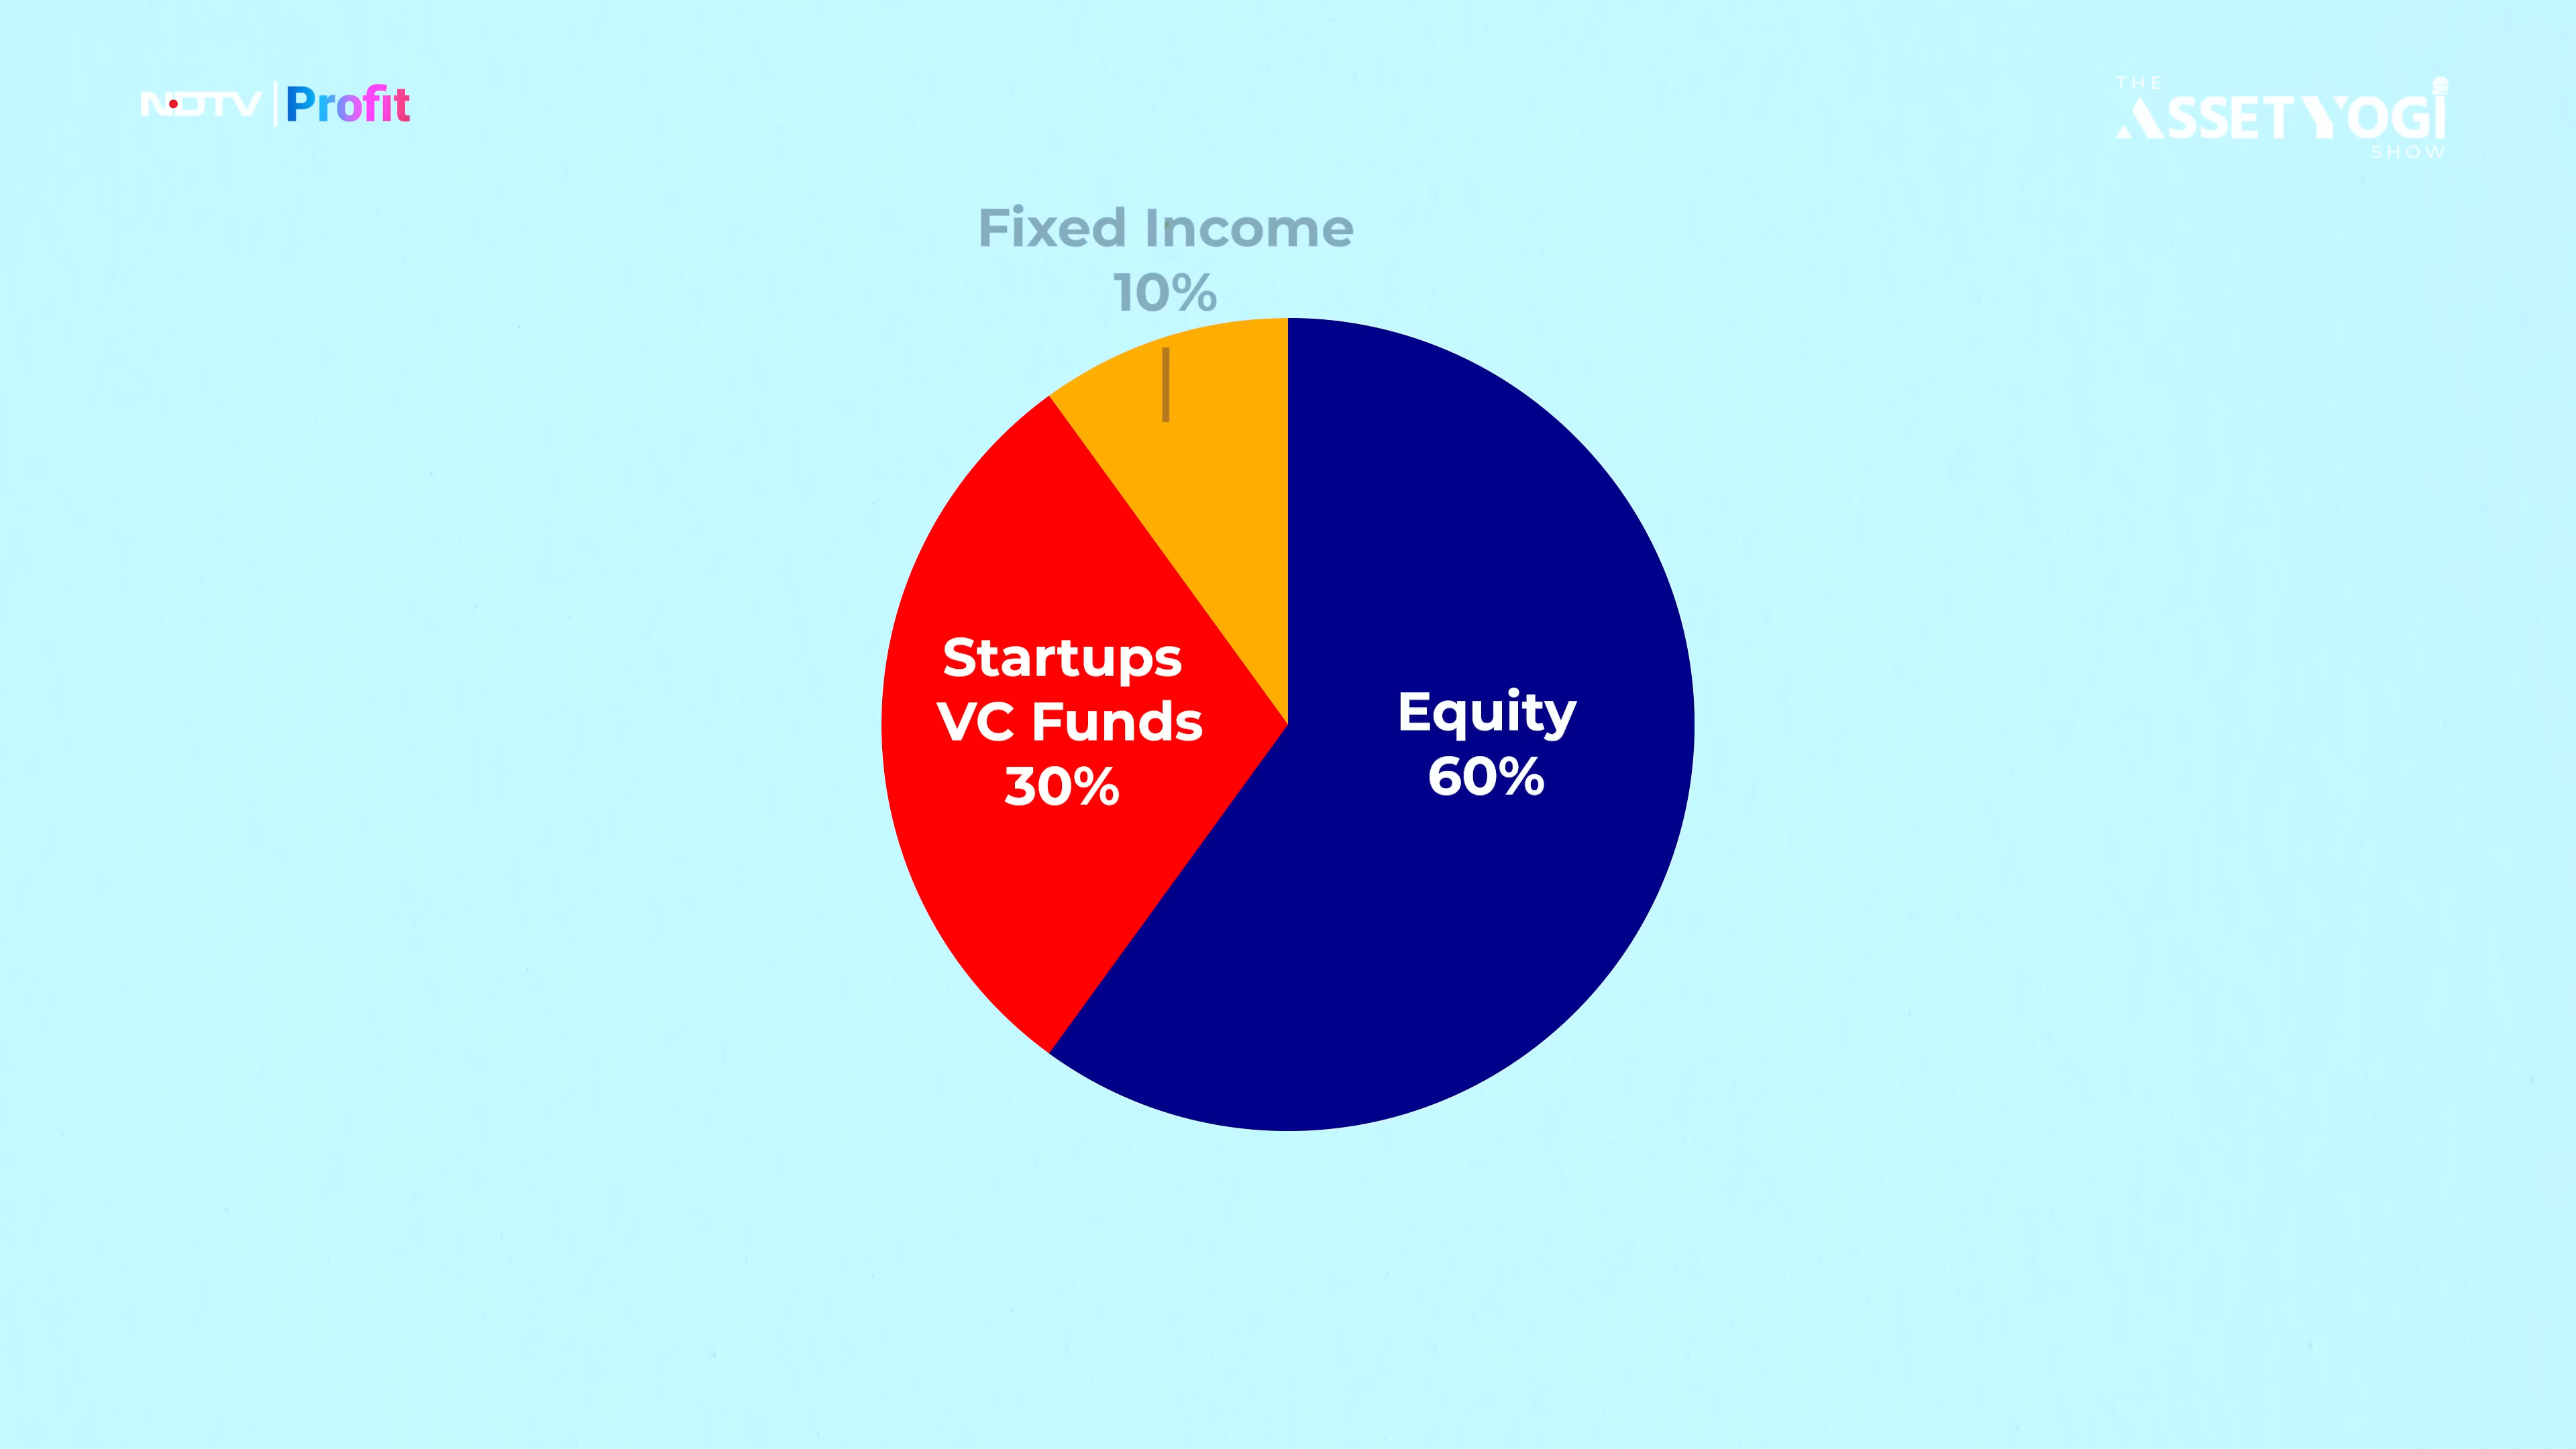 NDTV Profit
THE
ASSET YOGI
SHOW
Fixed Income
10%
Startups
VC Funds
30%
Equity
60%